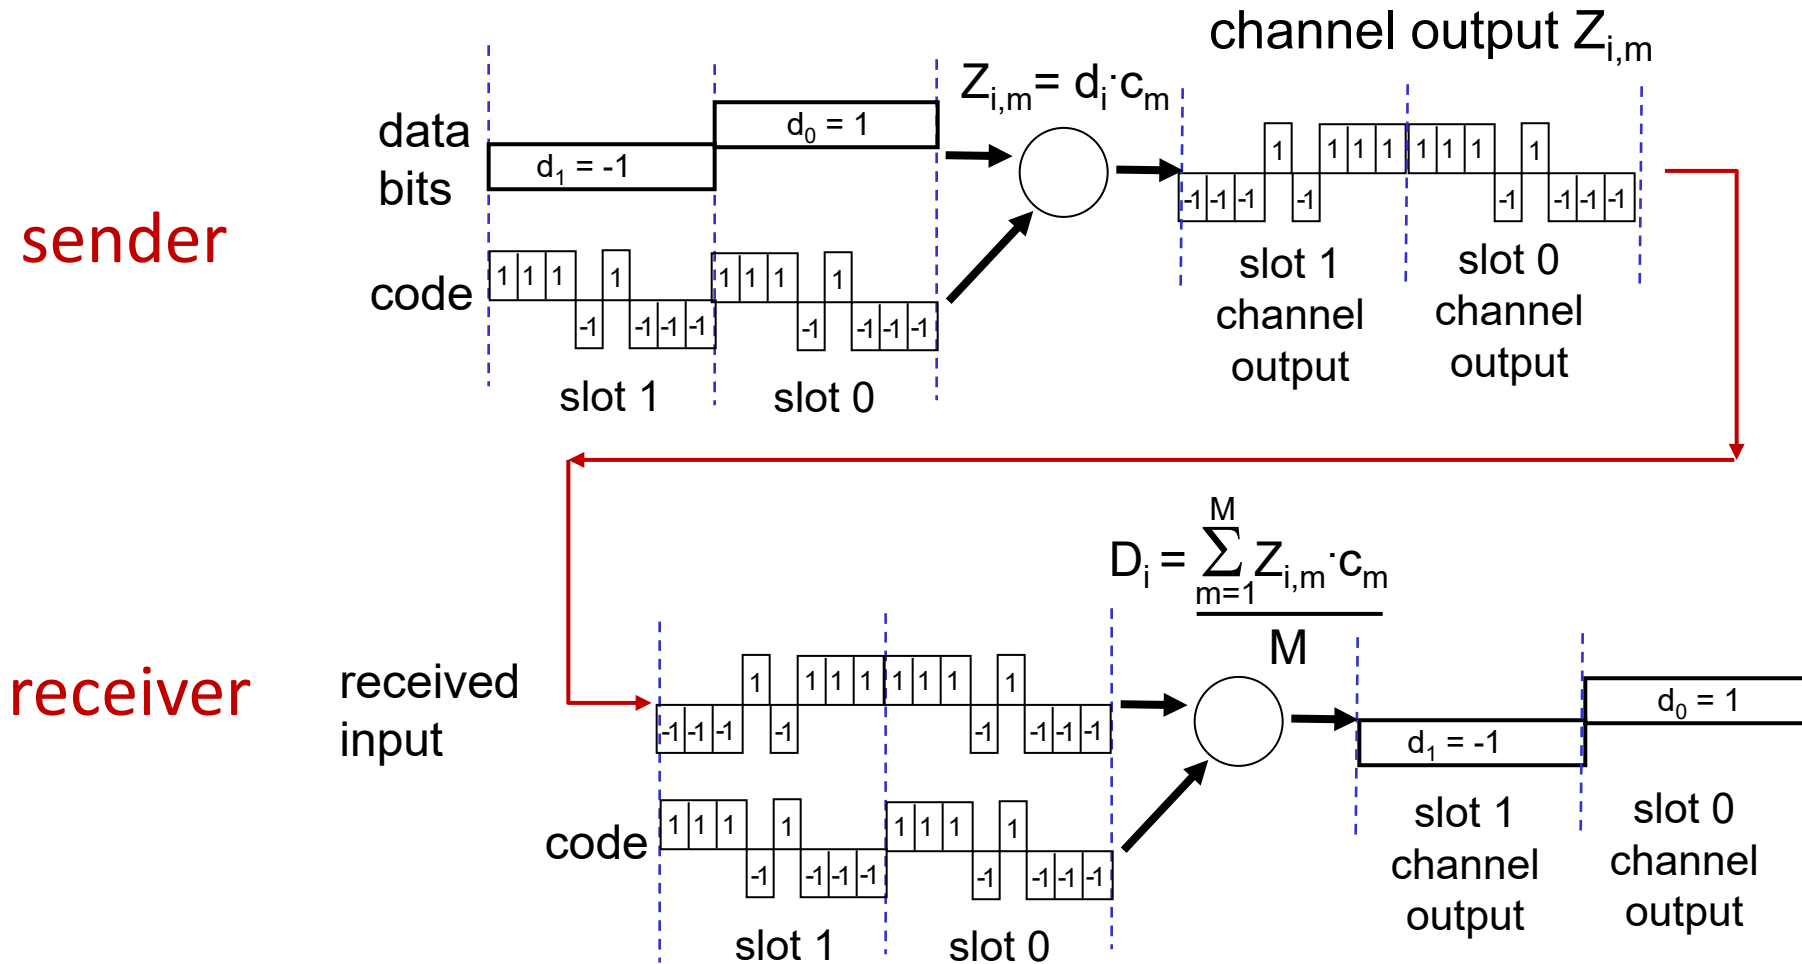 channel output Z_{i,m}
Z_{i,m} = d_i · c_m
data
bits
d_0 = 1
d_1 = -1
sender
code
1 1 1 -1 1 -1 -1 -1
1 1 1 -1 1 -1 -1 -1
slot 1
slot 0
-1 -1 -1 1 -1 1 1 1
1 1 1 -1 1 -1 -1 -1
slot 1
channel
output
slot 0
channel
output
D_i = \sum_{m=1}^{M} Z_{i,m} · c_m
M
receiver
received
input
-1 -1 -1 1 -1 1 1 1
1 1 1 -1 1 -1 -1 -1
code
1 1 1 -1 1 -1 -1 -1
1 1 1 -1 1 -1 -1 -1
slot 1
slot 0
d_1 = -1
d_0 = 1
slot 1
channel
output
slot 0
channel
output